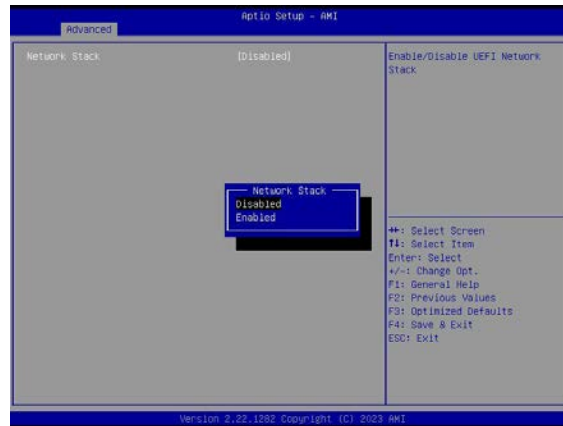 Aptio Setup - AMI
Advanced
Network Stack [Disabled]
Enable/Disable UEFI Network
Stack
Network Stack
Disabled
Enabled
↔: Select Screen
↑↓: Select Item
Enter: Select
+/-: Change Opt.
F1: General Help
F2: Previous Values
F3: Optimized Defaults
F4: Save & Exit
ESC: Exit
Version 2.22.1282 Copyright (C) 2023 AMI